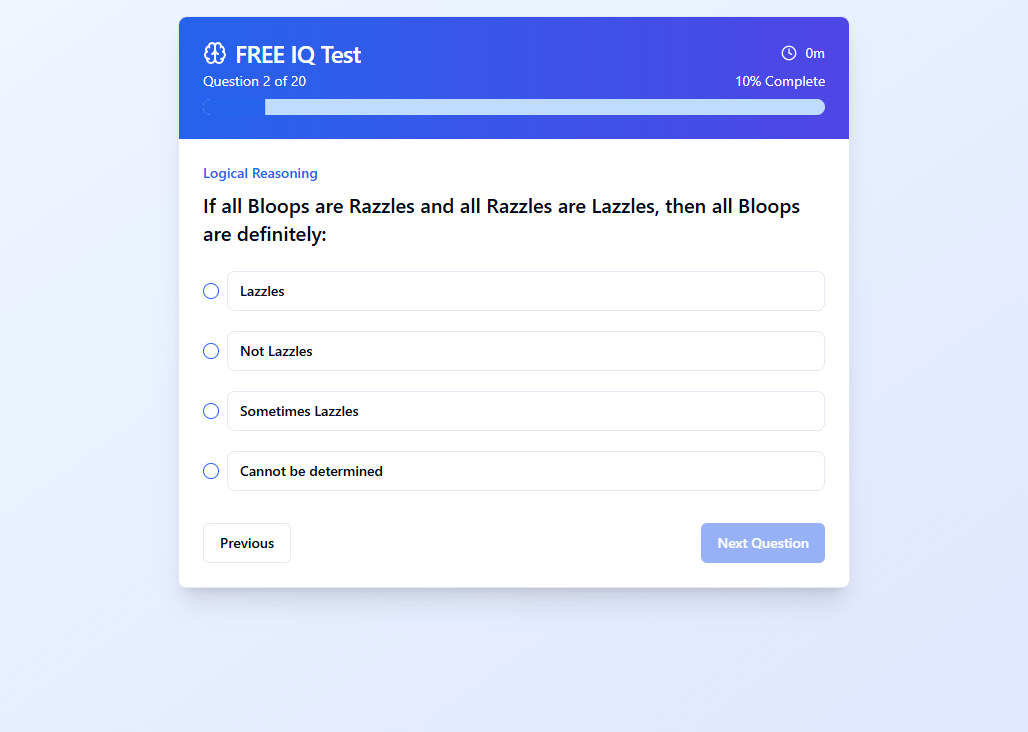 FREE IQ Test
0m
Question 2 of 20
10% Complete
Logical Reasoning
If all Bloops are Razzles and all Razzles are Lazzles, then all Bloops
are definitely:
Lazzles
Not Lazzles
Sometimes Lazzles
Cannot be determined
Previous
Next Question